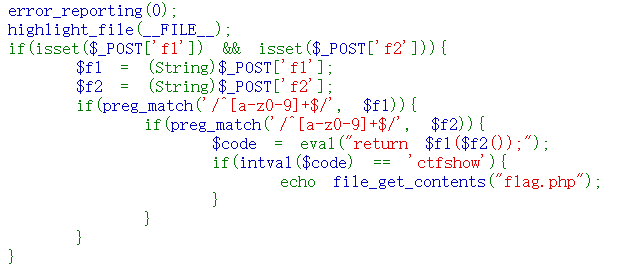 error_reporting(0);
highlight_file(__FILE__);
if(isset($_POST['f1']) && isset($_POST['f2'])){
$f1 = (String)$_POST['f1'];
$f2 = (String)$_POST['f2'];
if(preg_match('/^[a-z0-9]+$/', $f1)){
if(preg_match('/^[a-z0-9]+$/', $f2)){
$code = eval("return $f1($f2());");
if(intval($code) == 'ctfshow'){
echo file_get_contents("flag.php");
}
}
}
}